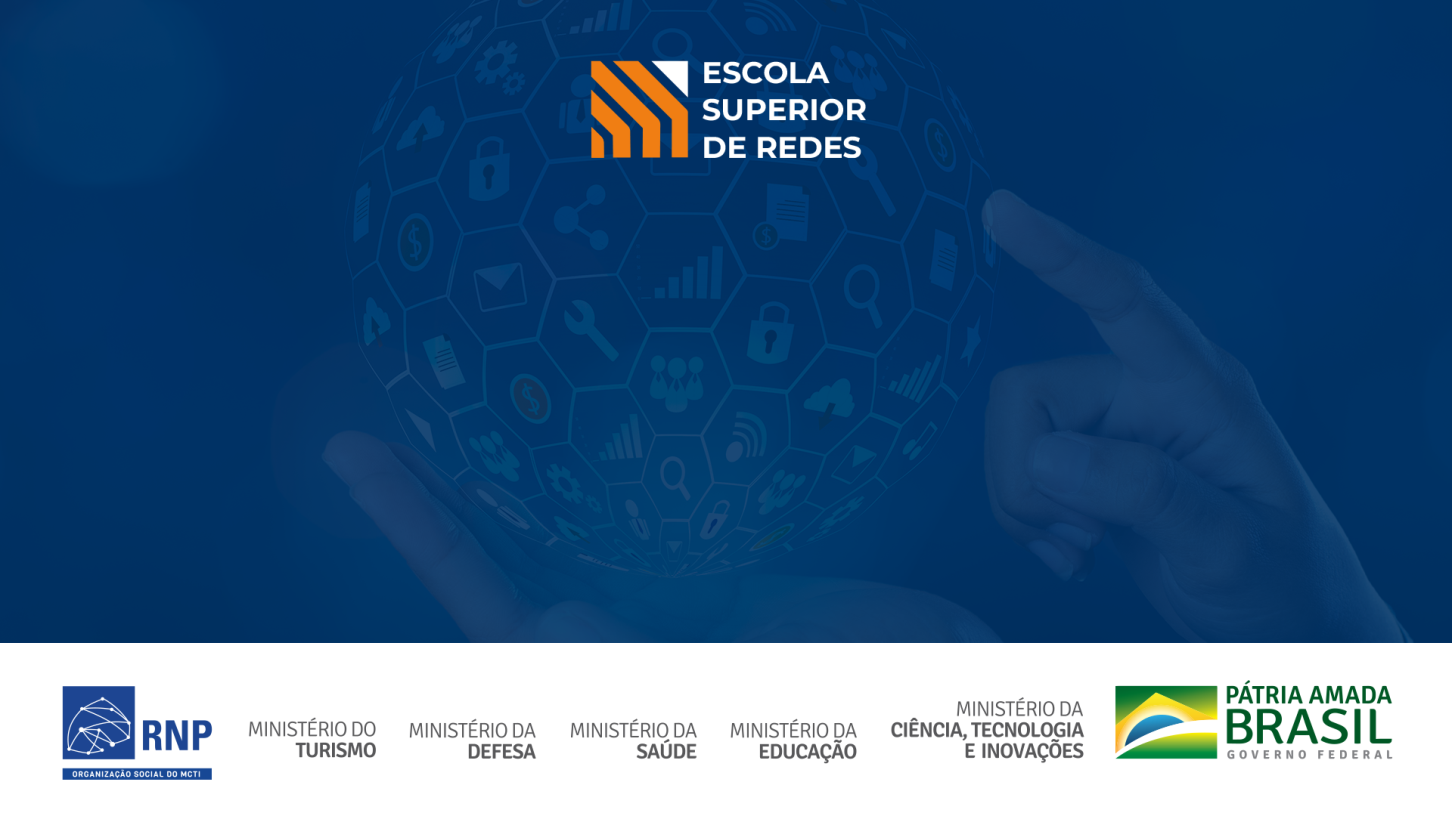 ESCOLA
SUPERIOR
DE REDES
RNP
ORGANIZAÇÃO SOCIAL DO MCTI
MINISTÉRIO DO
TURISMO
MINISTÉRIO DA
DEFESA
MINISTÉRIO DA
SAÚDE
MINISTÉRIO DA
EDUCAÇÃO
MINISTÉRIO DA
CIÊNCIA, TECNOLOGIA
E INOVAÇÕES
PÁTRIA AMADA
BRASIL
GOVERNO FEDERAL